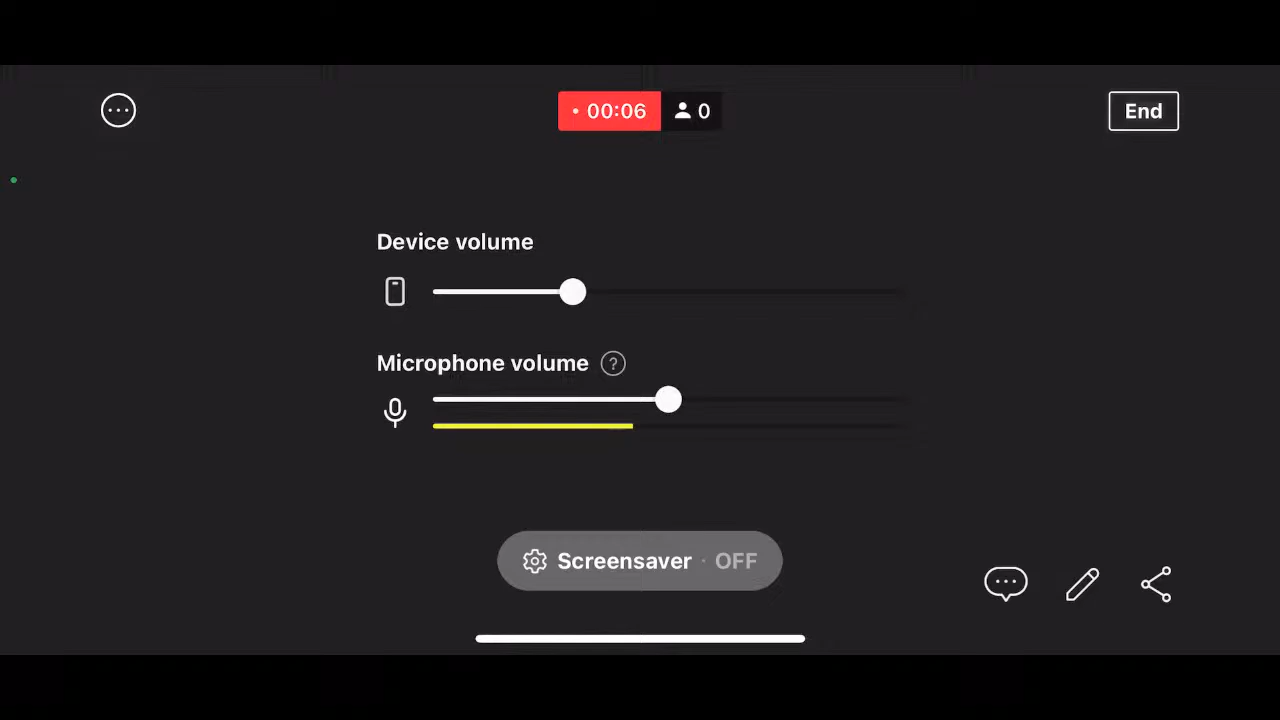 00:06 0 End
Device volume
Microphone volume ?
Screensaver · OFF